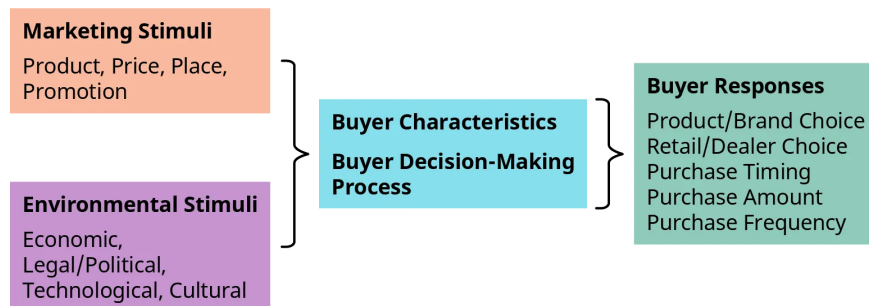 Marketing Stimuli
Product, Price, Place,
Promotion
Environmental Stimuli
Economic,
Legal/Political,
Technological, Cultural
Buyer Characteristics
Buyer Decision-Making
Process
Buyer Responses
Product/Brand Choice
Retail/Dealer Choice
Purchase Timing
Purchase Amount
Purchase Frequency